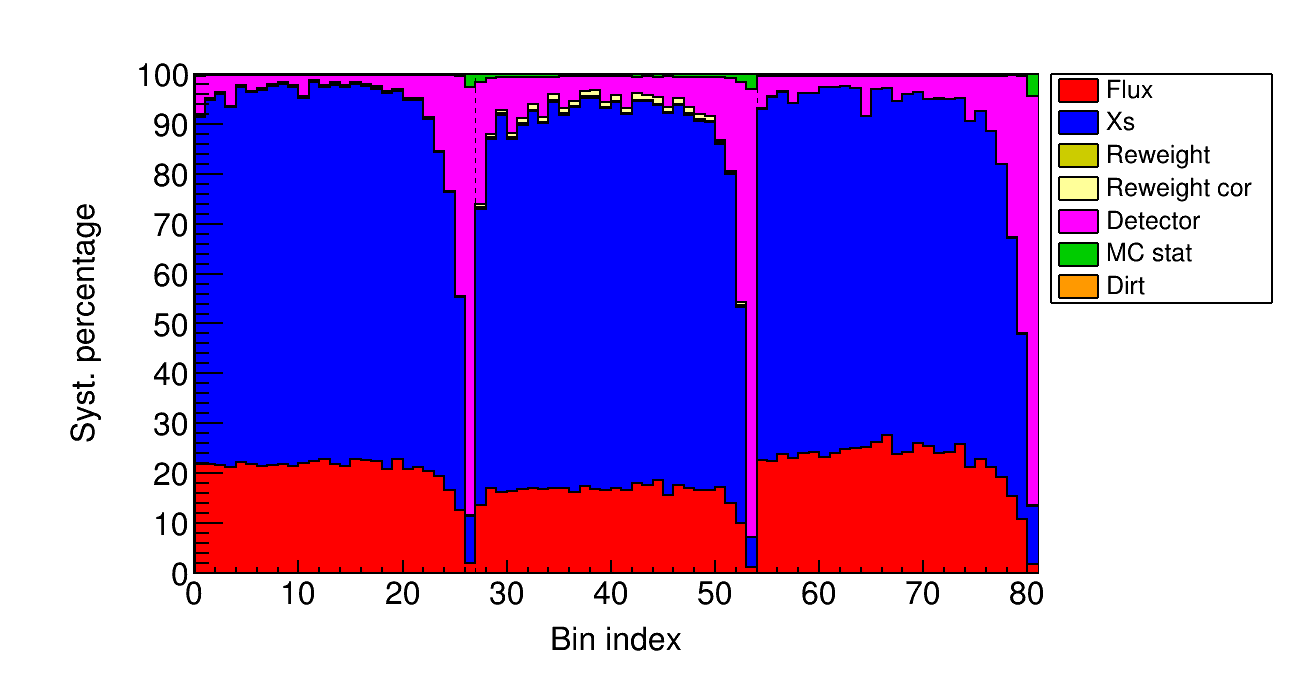 Syst. percentage
100
90
80
70
60
50
40
30
20
10
0
0 10 20 30 40 50 60 70 80
Bin index
Flux
Xs
Reweight
Reweight cor
Detector
MC stat
Dirt